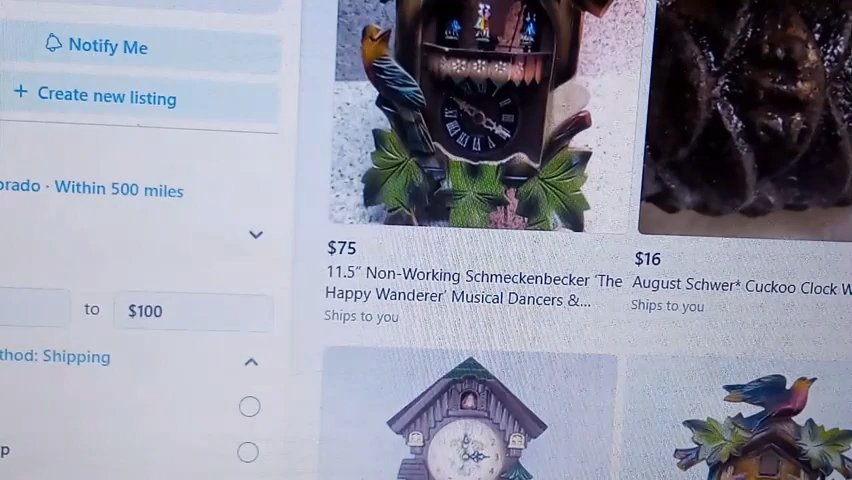 Notify Me
+ Create new listing
orado · Within 500 miles
to
$100
thod: Shipping
p
$75
11.5" Non-Working Schmeckenbecker 'The
Happy Wanderer' Musical Dancers &...
Ships to you
$16
August Schwer* Cuckoo Clock W
Ships to you